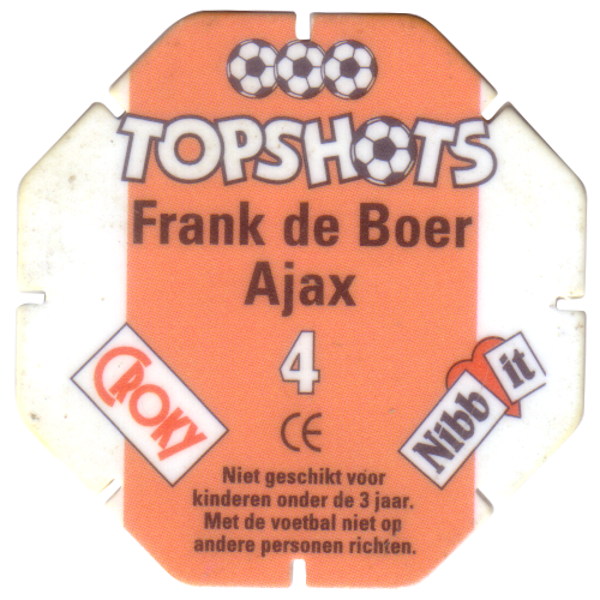 TOPSHOTS
Frank de Boer
Ajax
4
CROKY
Nibb it
CE
Niet geschikt voor
kinderen onder de 3 jaar.
Met de voetbal niet op
andere personen richten.